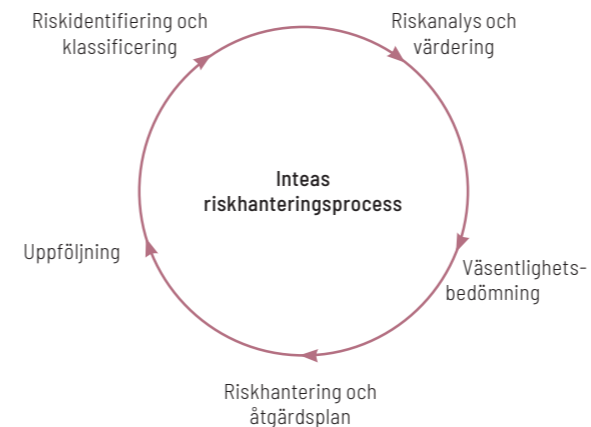 Riskidentifiering och
klassificering
Riskanalys och
värdering
Inteas
riskhanteringsprocess
Uppföljning
Väsentlighets-
bedömning
Riskhantering och
åtgärdsplan